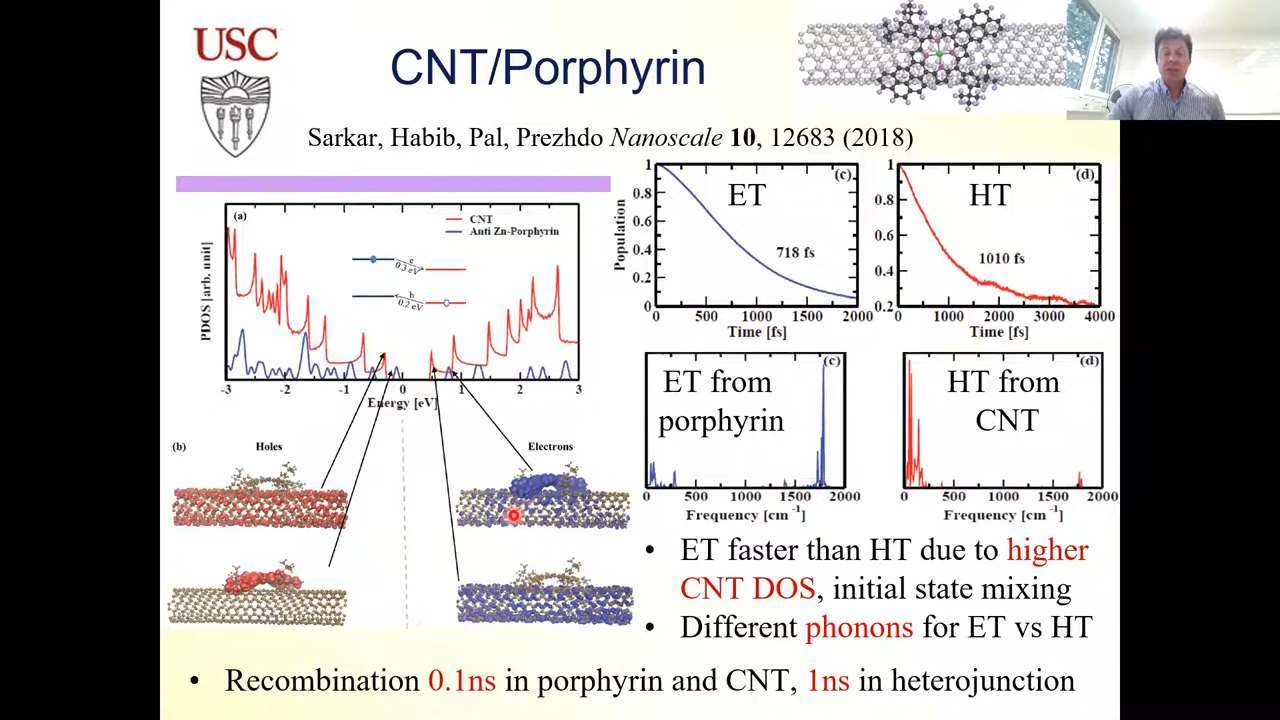 USC
CNT/Porphyrin
Sarkar, Habib, Pal, Prezhdo Nanoscale 10, 12683 (2018)
(a)
CNT
Anti Zn-Porphyrin
e
0.3 eV
h
0.2 eV
PDOS [arb. unit]
-3 -2 -1 0 1 2 3
Energy [eV]
(b) Holes Electrons
(c)
ET
718 fs
Population
1
0.8
0.6
0.4
0.2
0
0 500 1000 1500 2000
Time [fs]
(d)
HT
1010 fs
1
0.8
0.6
0.4
0.2
0 1000 2000 3000 4000
Time [fs]
(c)
ET from
porphyrin
0 500 1000 1500 2000
Frequency [cm-1]
(d)
HT from
CNT
0 500 1000 1500 2000
Frequency [cm-1]
• ET faster than HT due to higher
CNT DOS, initial state mixing
• Different phonons for ET vs HT
• Recombination 0.1ns in porphyrin and CNT, 1ns in heterojunction